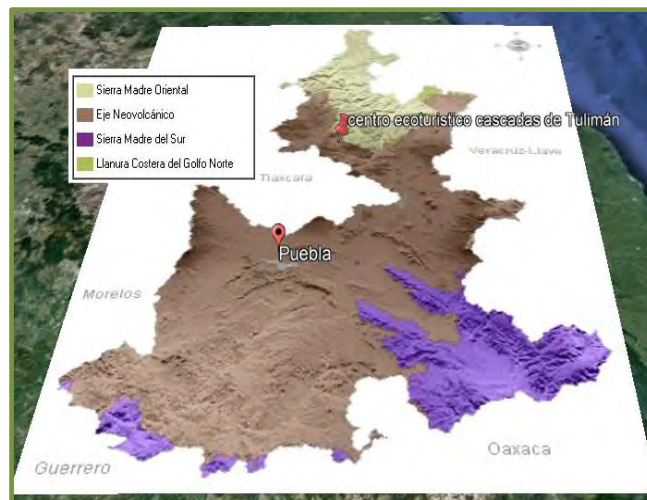 Sierra Madre Oriental
Eje Neovolcánico
Sierra Madre del Sur
Llanura Costera del Golfo Norte
centro ecoturistico cascadas de Tulimán
Tlaxcala
Veracruz-Llave
Puebla
Morelos
Oaxaca
Guerrero